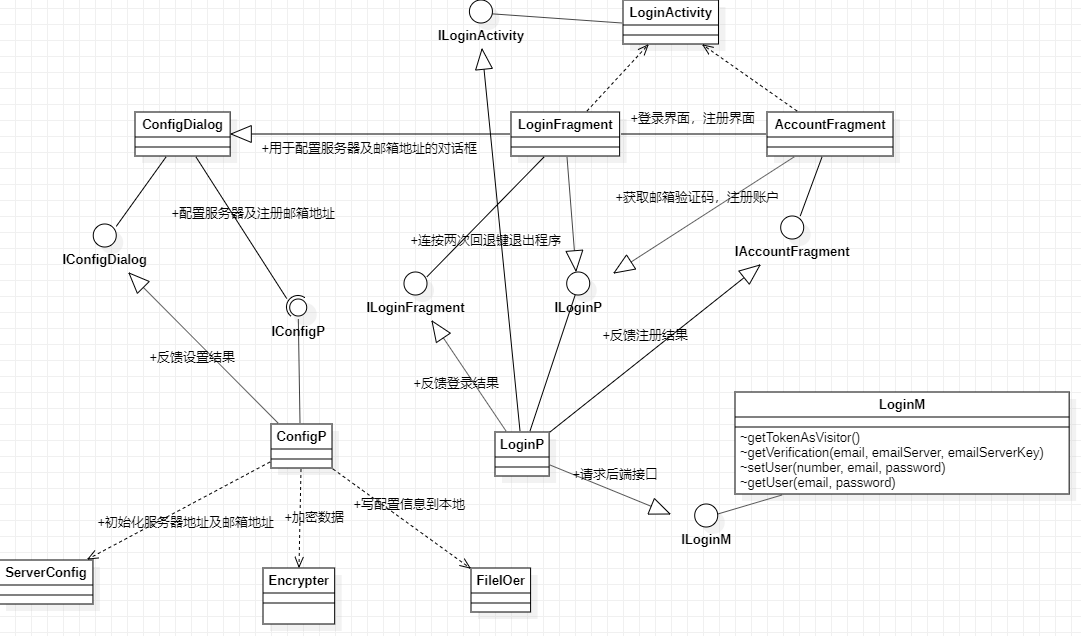 LoginActivity
ILoginActivity
ConfigDialog
LoginFragment
+登录界面，注册界面
AccountFragment
+用于配置服务器及邮箱地址的对话框
+获取邮箱验证码，注册账户
+配置服务器及注册邮箱地址
+连按两次回退键退出程序
IConfigDialog
IAccountFragment
ILoginFragment
ILoginP
IConfigP
+反馈注册结果
+反馈设置结果
+反馈登录结果
LoginM
~getTokenAsVisitor()
~getVerification(email, emailServer, emailServerKey)
~setUser(number, email, password)
~getUser(email, password)
ConfigP
LoginP
+请求后端接口
+写配置信息到本地
+加密数据
+初始化服务器地址及邮箱地址
ILoginM
ServerConfig
Encrypter
FileIOer